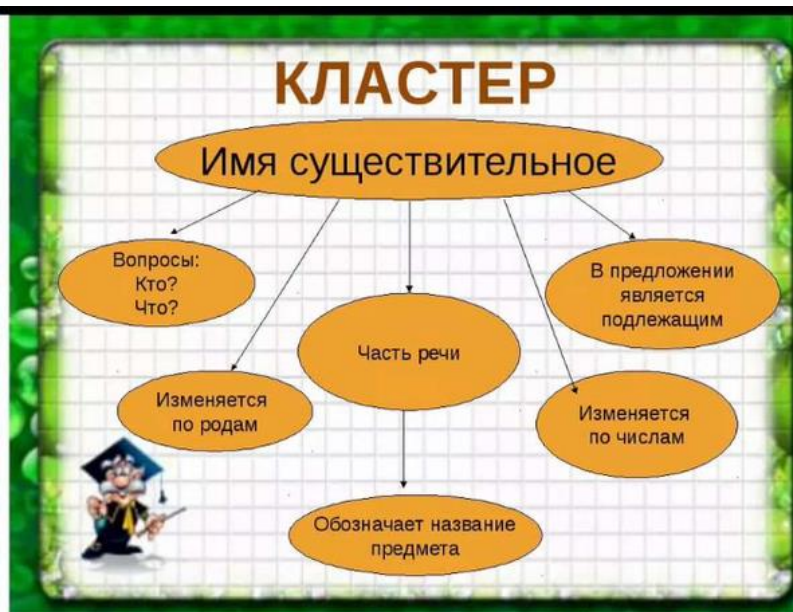 КЛАСТЕР
Имя существительное
Вопросы:
Кто?
Что?
В предложении
является
подлежащим
Часть речи
Изменяется
по родам
Изменяется
по числам
Обозначает название
предмета